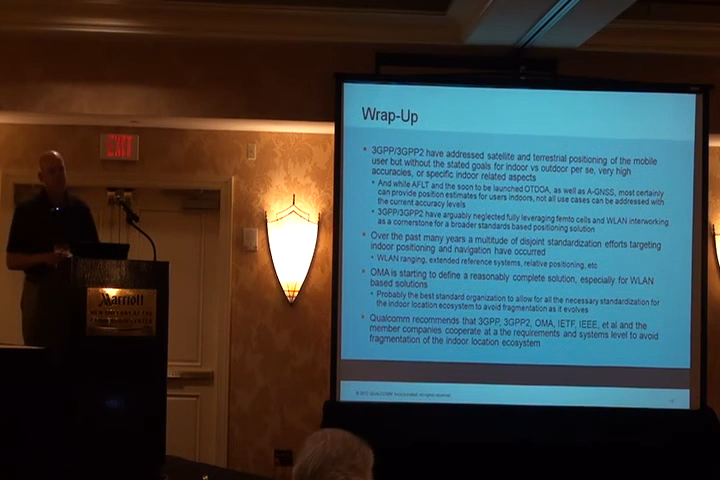 EXIT
Wrap-Up
• 3GPP/3GPP2 have addressed satellite and terrestrial positioning of the mobile
user but without the stated goals for indoor vs outdoor per se, very high
accuracies, or specific indoor related aspects
• And while AFLT and the soon to be launched OTDOA, as well as A-GNSS, most certainly
can provide position estimates for users indoors, not all use cases can be addressed with
the current accuracy levels
• 3GPP/3GPP2 have arguably neglected fully leveraging femto cells and WLAN interworking
as a cornerstone for a broader standards based positioning solution
• Over the past many years a multitude of disjoint standardization efforts targeting
indoor positioning and navigation have occurred
• WLAN ranging, extended reference systems, relative positioning, etc
• OMA is starting to define a reasonably complete solution, especially for WLAN
based solutions
• Probably the best standard organization to allow for all the necessary standardization for
the indoor location ecosystem to avoid fragmentation as it evolves
• Qualcomm recommends that 3GPP, 3GPP2, OMA, IETF, IEEE, et al and the
member companies cooperate at a the requirements and systems level to avoid
fragmentation of the indoor location ecosystem
Marriott